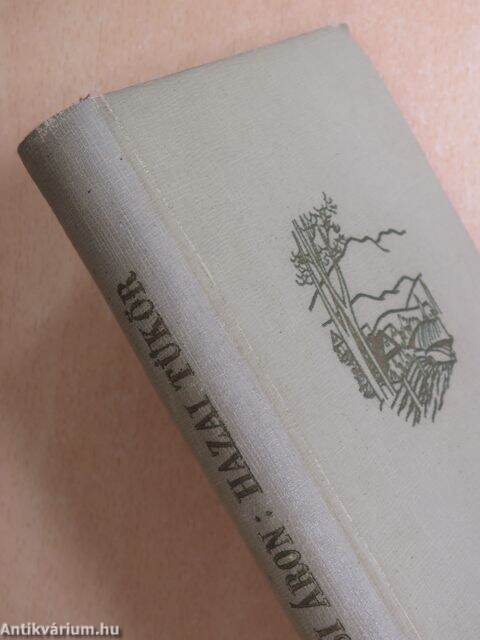 I ÁRON: HAZAI TÜKÖR
Antikvárium.hu